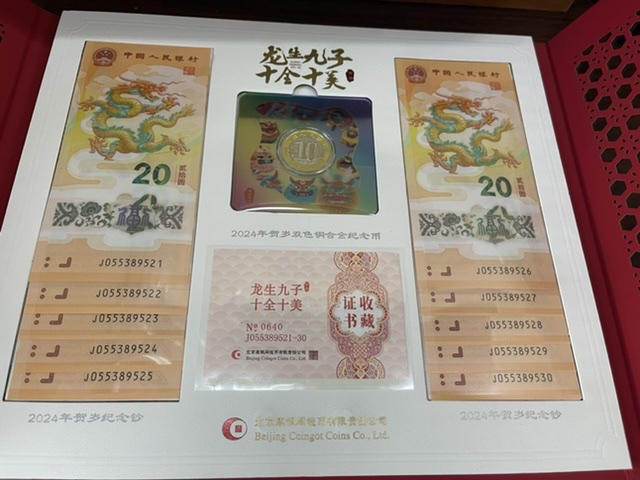 龙生九子
十全十美
中国人民银行
20
贰拾圆
J055389521
J055389522
J055389523
J055389524
J055389525
2024年贺岁纪念钞
10
2024年贺岁双色铜合金纪念币
龙生九子
十全十美
№ 0640
J055389521-30
Beijing Coingot Coins Co., Ltd.
收藏
证书
中国人民银行
20
贰拾圆
J055389526
J055389527
J055389528
J055389529
J055389530
2024年贺岁纪念钞
Beijing Coingot Coins Co., Ltd.